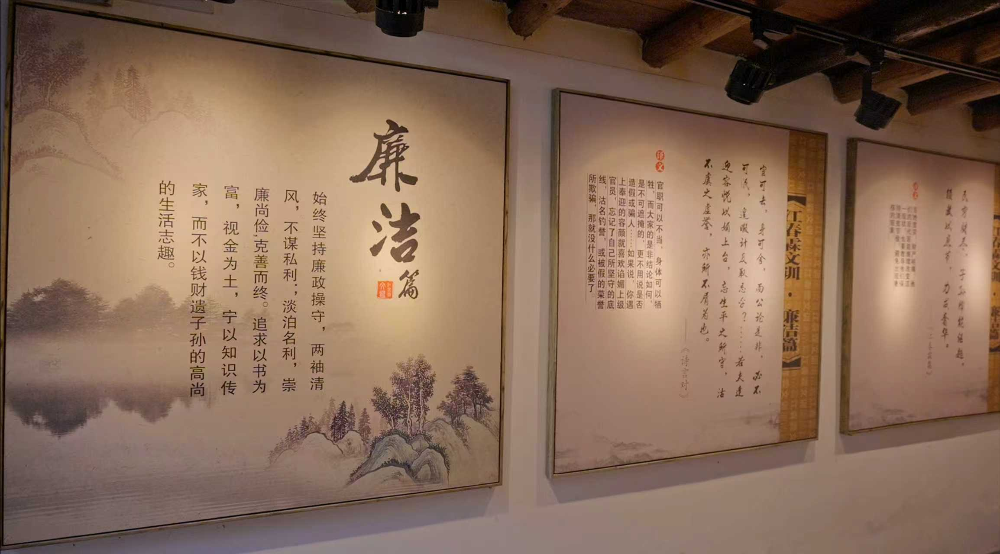 廉洁篇
始终坚持廉政操守，两袖清
风，不谋私利；淡泊名利，崇
廉尚俭，克善而终。追求以书为
富，视金为土，宁以知识传
家，而不以钱财遗子孙的高尚
的生活志趣。
江春霖文训·廉洁篇
官可去，身可舍，而公论是非，必不
可泯，遑暇计及取忌乎？……若夫逢
迎容悦以媚上台，忘生平之所守，沽
不虞之虚誉，亦所不屑为也。
——《诗言对》
译文
官职可以不当，身体可以牺
牲，而大家的是非结论如何，
是不可遮掩的，更不用说是否
造假或骗人……如果说，你遇
上奉迎的容颜就喜欢谄媚上级
官员，忘记了自己所坚守的底
线，沽名钓誉，或被假的荣誉
所欺骗，那就没什么必要了。
江春霖文训·廉洁篇